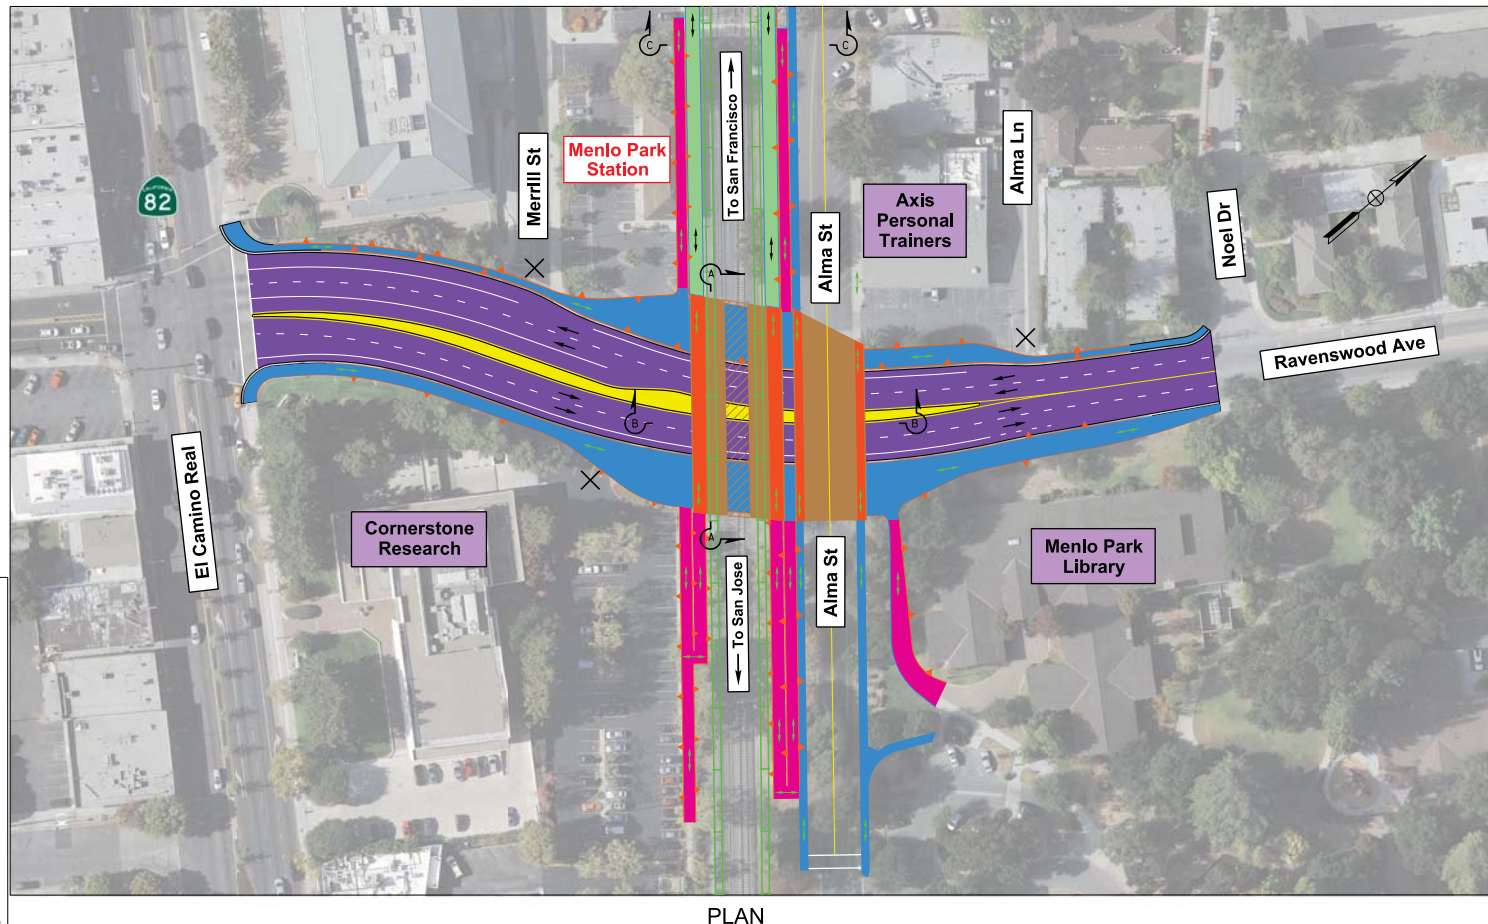 C
C
To San Francisco
Menlo Park
Station
Merrill St
Alma Ln
CALIFORNIA
82
Axis
Personal
Trainers
Alma St
Noel Dr
A
Ravenswood Ave
B
B
El Camino Real
Cornerstone
Research
A
To San Jose
Alma St
Menlo Park
Library
PLAN